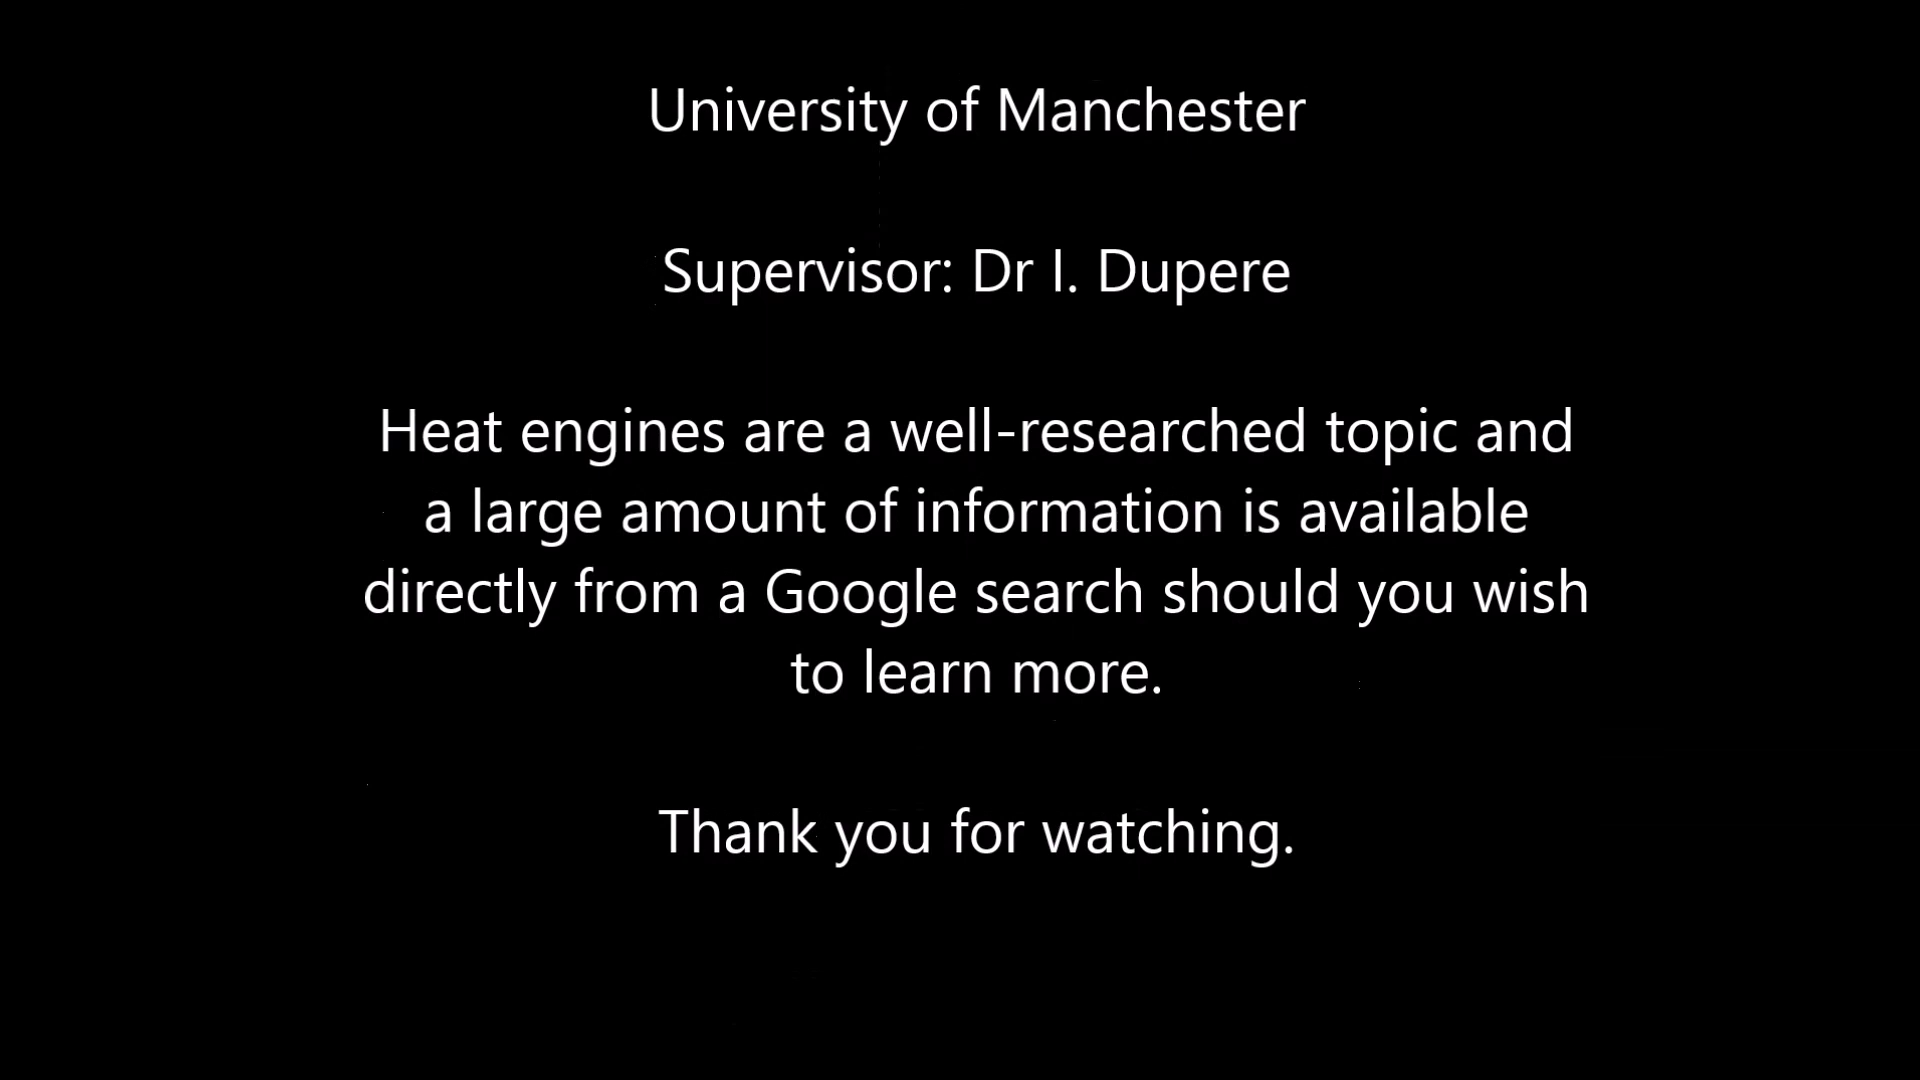 University of Manchester
Supervisor: Dr I. Dupere
Heat engines are a well-researched topic and
a large amount of information is available
directly from a Google search should you wish
to learn more.
Thank you for watching.